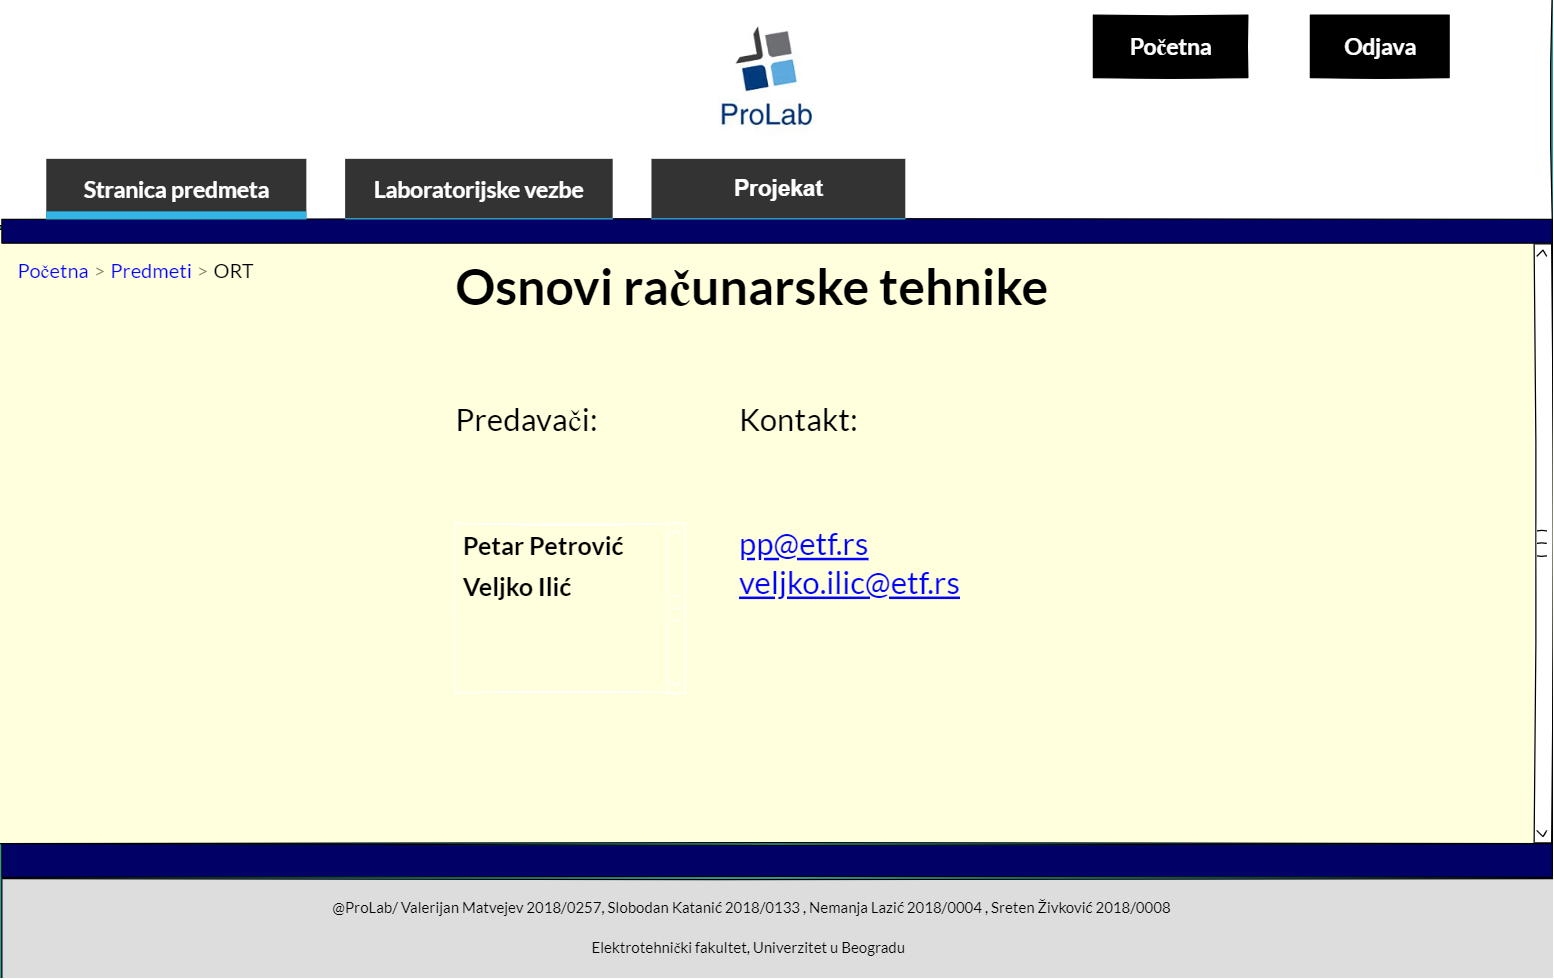 Početna
Odjava
ProLab
Stranica predmeta
Laboratorijske vezbe
Projekat
Početna > Predmeti > ORT
Osnovi računarske tehnike
Predavači:
Kontakt:
Petar Petrović
pp@etf.rs
Veljko Ilić
veljko.ilic@etf.rs
@ProLab/ Valerijan Matvejev 2018/0257, Slobodan Katanić 2018/0133 , Nemanja Lazić 2018/0004 , Sreten Živković 2018/0008
Elektrotehnički fakultet, Univerzitet u Beogradu